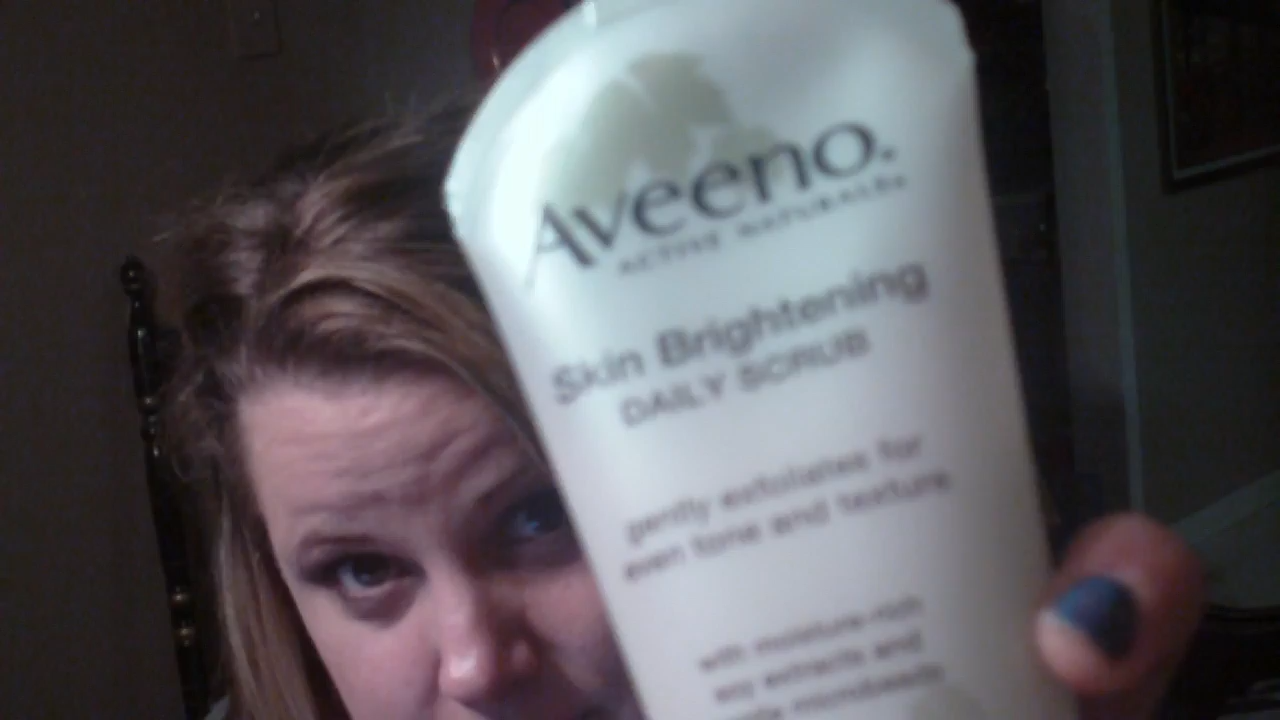 Aveeno.
ACTIVE NATURALS®
Skin Brightening
DAILY SCRUB
gently exfoliates for
even tone and texture
with moisture-rich
soy extracts and
microbeads